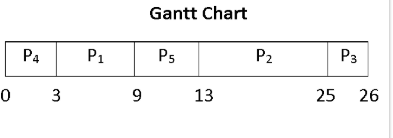 Gantt Chart
P₄ P₁ P₅ P₂ P₃
0 3 9 13 25 26